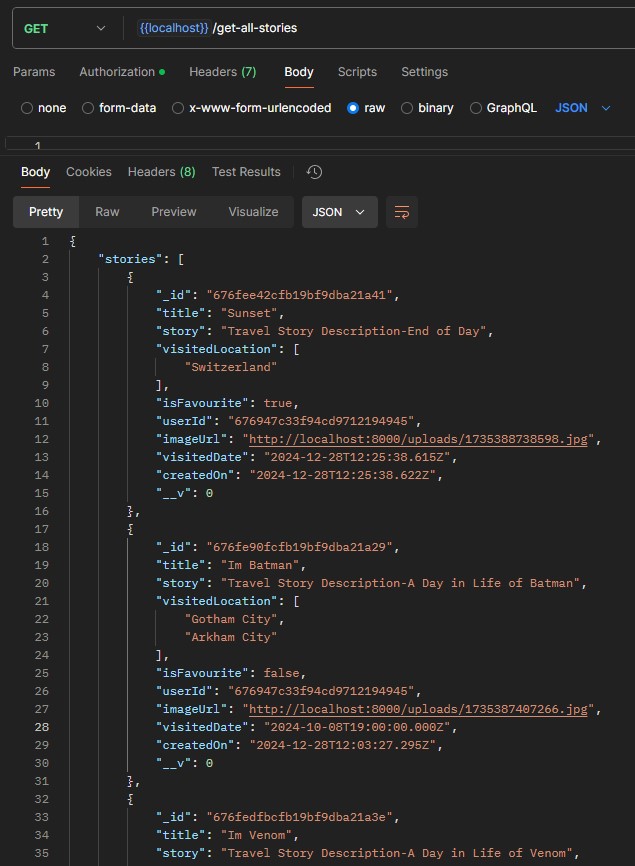 GET {{localhost}} /get-all-stories
Params Authorization Headers (7) Body Scripts Settings
none form-data x-www-form-urlencoded raw binary GraphQL JSON
1
Body Cookies Headers (8) Test Results
Pretty Raw Preview Visualize JSON
1 {
2 "stories": [
3 {
4 "_id": "676fee42cfb19bf9dba21a41",
5 "title": "Sunset",
6 "story": "Travel Story Description-End of Day",
7 "visitedLocation": [
8 "Switzerland"
9 ],
10 "isFavourite": true,
11 "userId": "676947c33f94cd9712194945",
12 "imageUrl": "http://localhost:8000/uploads/1735388738598.jpg",
13 "visitedDate": "2024-12-28T12:25:38.615Z",
14 "createdOn": "2024-12-28T12:25:38.622Z",
15 "__v": 0
16 },
17 {
18 "_id": "676fe90fcfb19bf9dba21a29",
19 "title": "Im Batman",
20 "story": "Travel Story Description-A Day in Life of Batman",
21 "visitedLocation": [
22 "Gotham City",
23 "Arkham City"
24 ],
25 "isFavourite": false,
26 "userId": "676947c33f94cd9712194945",
27 "imageUrl": "http://localhost:8000/uploads/1735387407266.jpg",
28 "visitedDate": "2024-10-08T19:00:00.000Z",
29 "createdOn": "2024-12-28T12:03:27.295Z",
30 "__v": 0
31 },
32 {
33 "_id": "676fedfbcfb19bf9dba21a3e",
34 "title": "Im Venom",
35 "story": "Travel Story Description-A Day in Life of Venom",